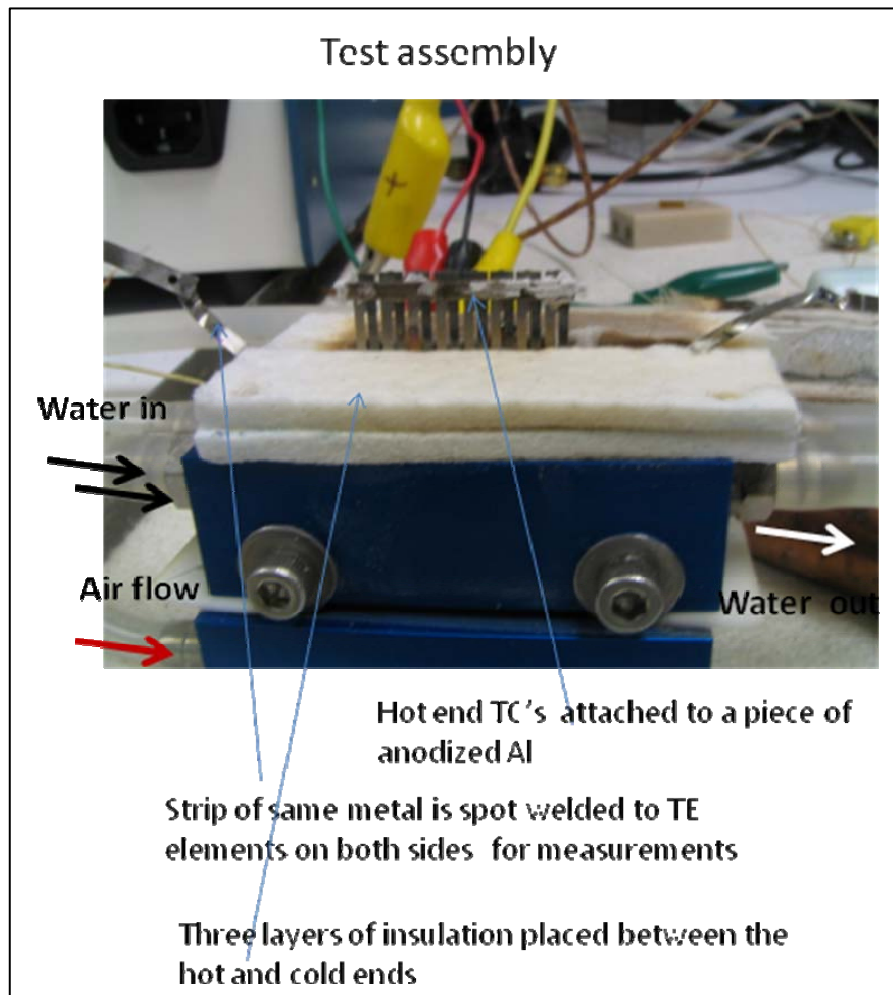 Test assembly
+
Water in
Air flow
Water out
Hot end TC's attached to a piece of
anodized Al
Strip of same metal is spot welded to TE
elements on both sides for measurements
Three layers of insulation placed between the
hot and cold ends